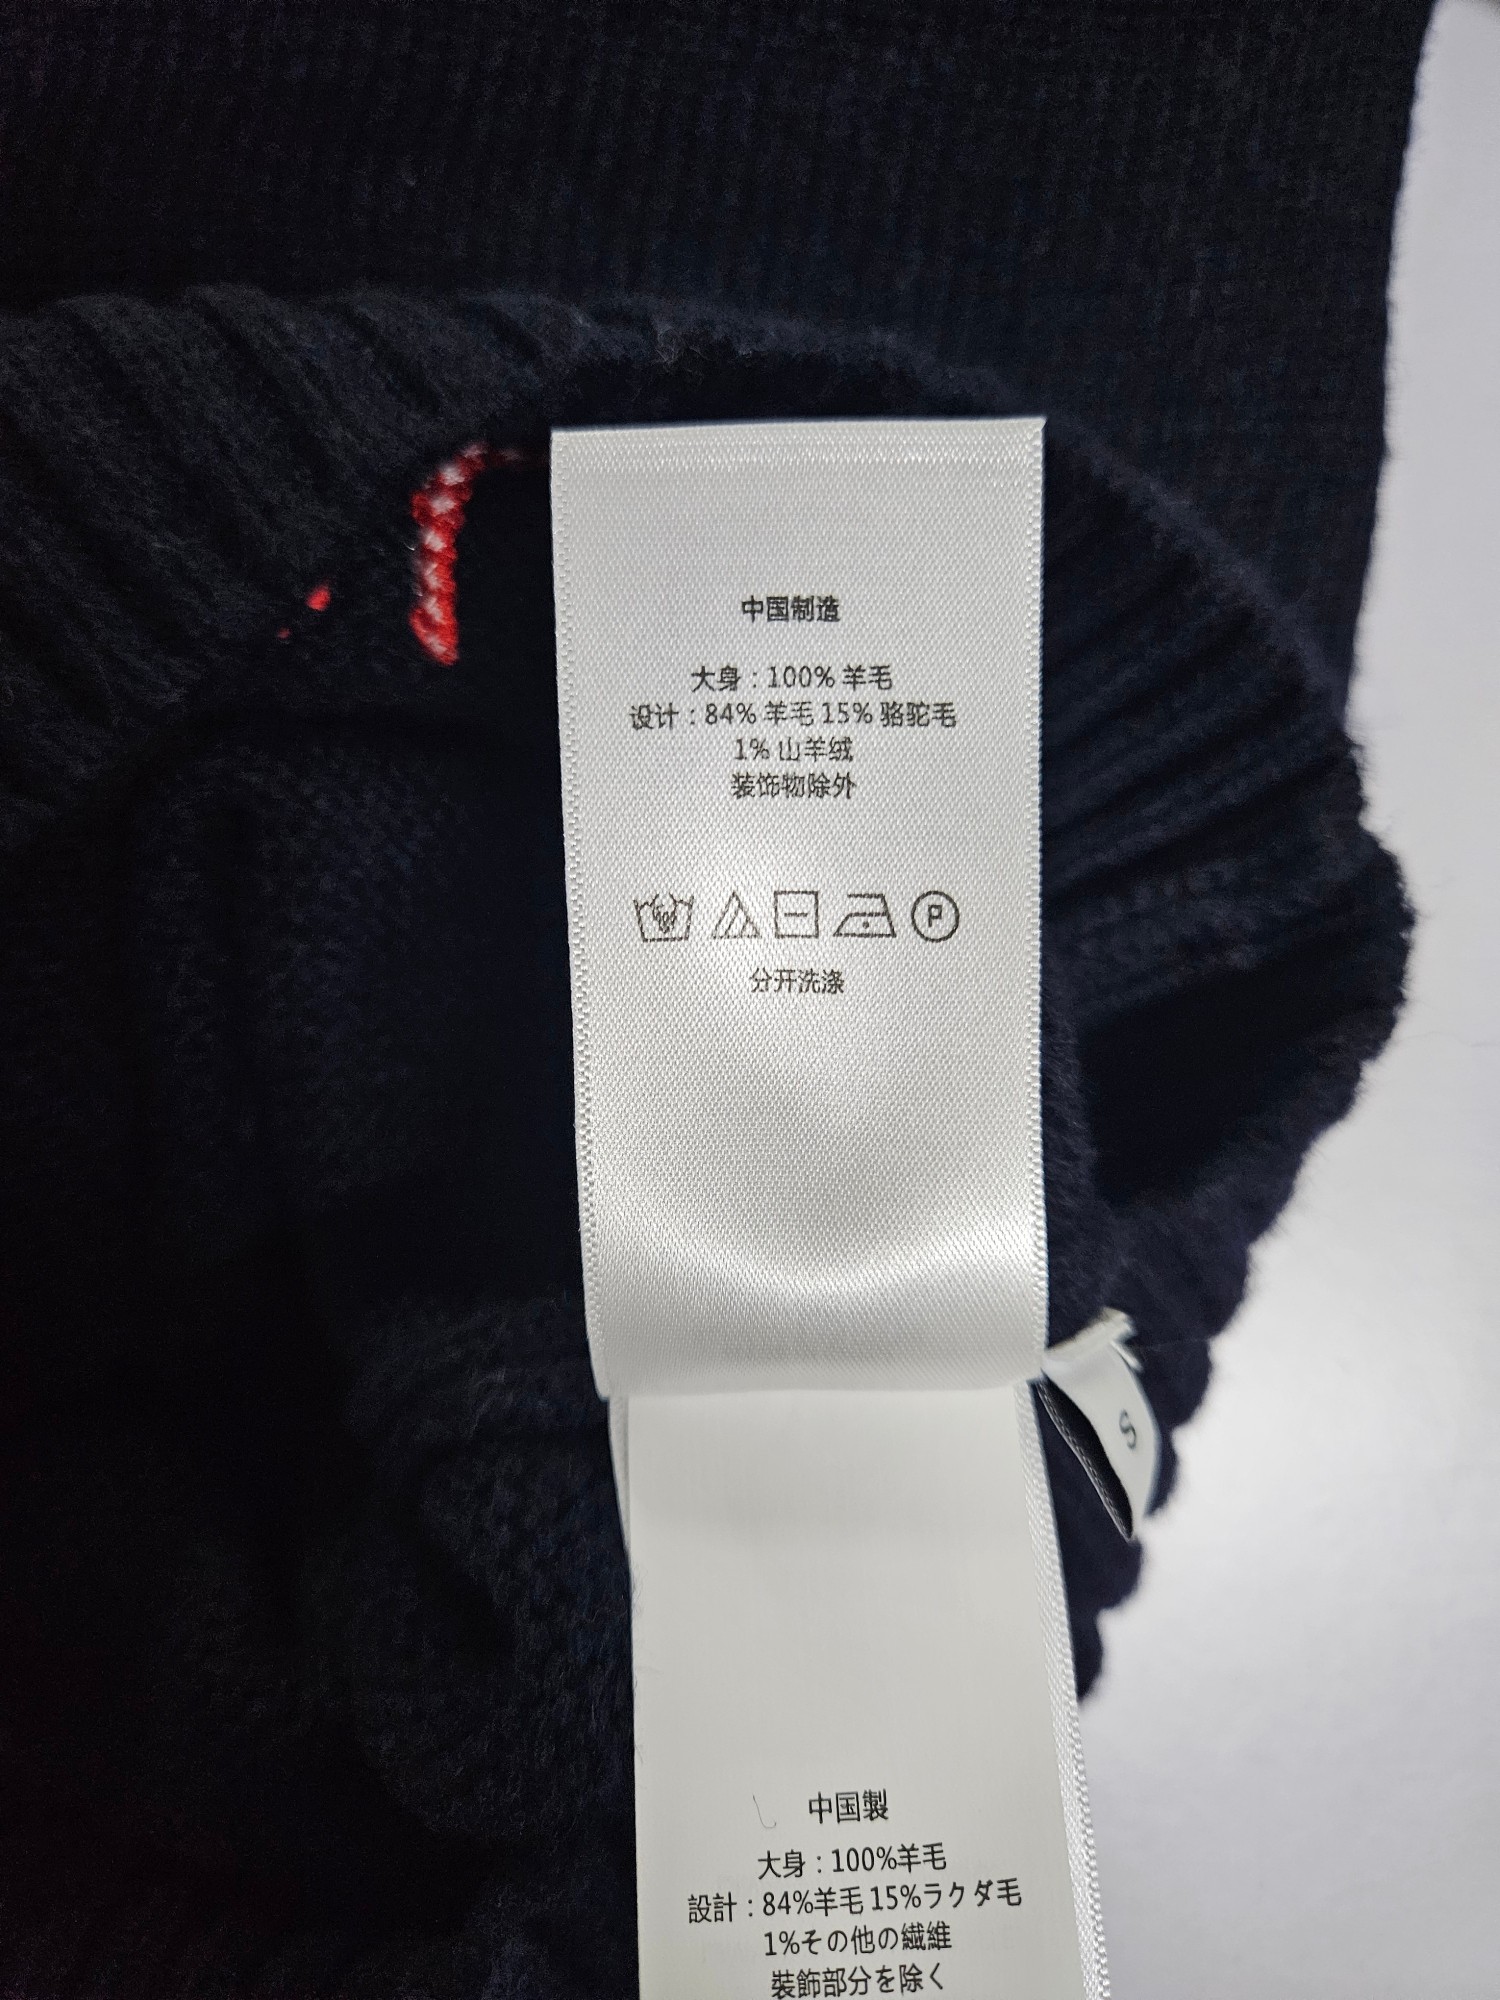 中国制造
大身：100% 羊毛
设计：84% 羊毛 15% 骆驼毛
1% 山羊绒
装饰物除外
P
分开洗涤
S
中国製
大身：100%羊毛
設計：84%羊毛 15%ラクダ毛
1%その他の繊維
装飾部分を除く